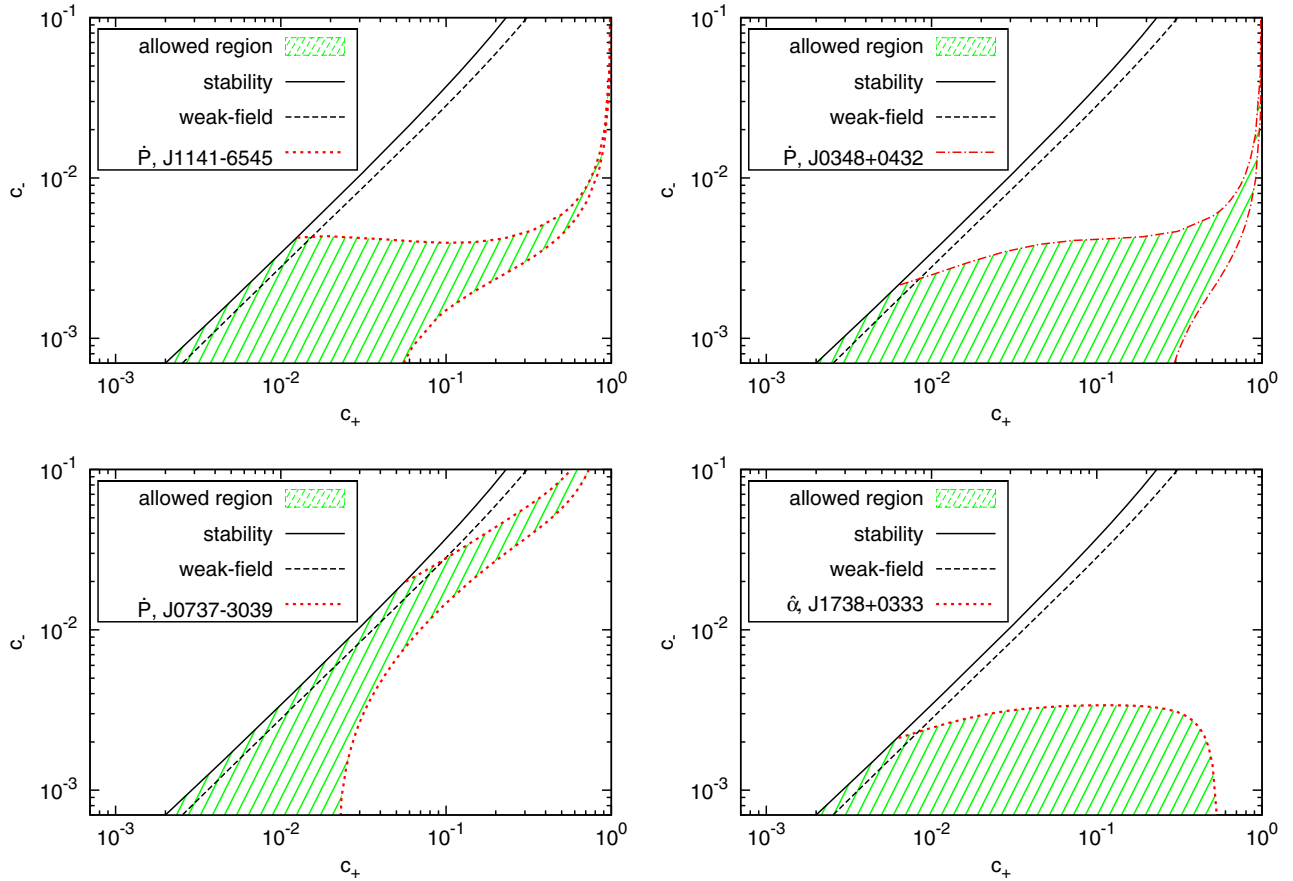 10⁻¹
10⁻²
10⁻³
c₋
allowed region
stability
weak-field
Ṗ, J1141-6545
10⁻³ 10⁻² 10⁻¹ 10⁰
c₊
10⁻¹
10⁻²
10⁻³
c₋
allowed region
stability
weak-field
Ṗ, J0348+0432
10⁻³ 10⁻² 10⁻¹ 10⁰
c₊
10⁻¹
10⁻²
10⁻³
c₋
allowed region
stability
weak-field
Ṗ, J0737-3039
10⁻³ 10⁻² 10⁻¹ 10⁰
c₊
10⁻¹
10⁻²
10⁻³
c₋
allowed region
stability
weak-field
α̂, J1738+0333
10⁻³ 10⁻² 10⁻¹ 10⁰
c₊